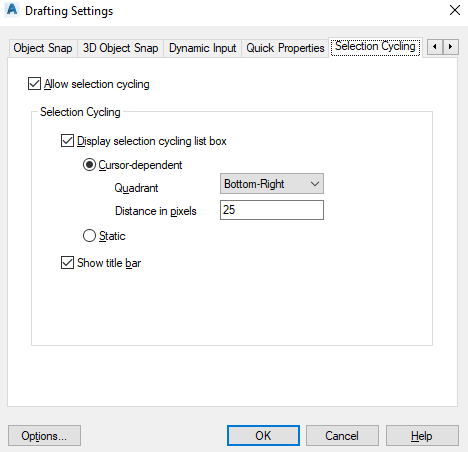 Drafting Settings
Object Snap 3D Object Snap Dynamic Input Quick Properties Selection Cycling
Allow selection cycling
Selection Cycling
Display selection cycling list box
Cursor-dependent
Quadrant Bottom-Right
Distance in pixels 25
Static
Show title bar
Options... OK Cancel Help